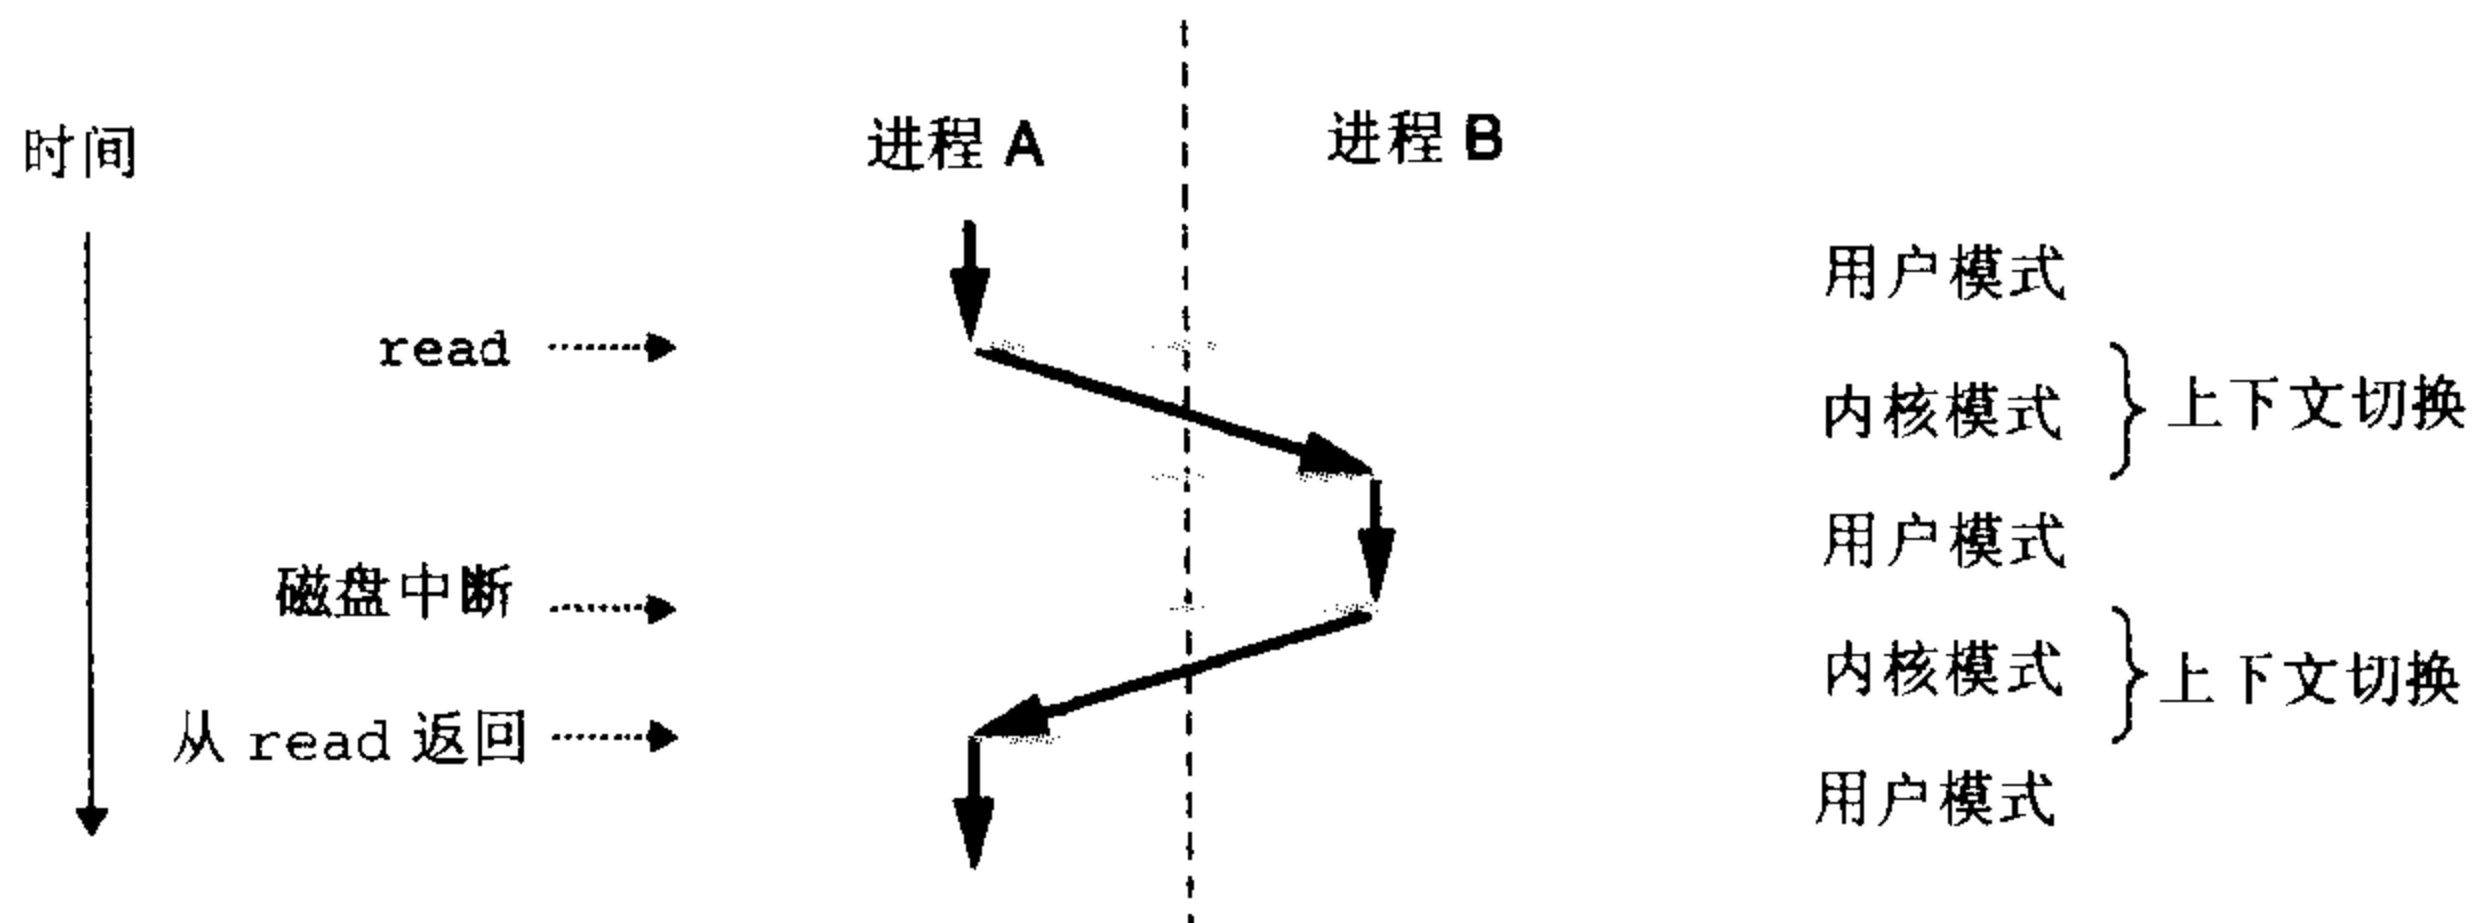 时间
进程 A
进程 B
用户模式
read
内核模式
上下文切换
用户模式
磁盘中断
内核模式
上下文切换
从 read 返回
用户模式